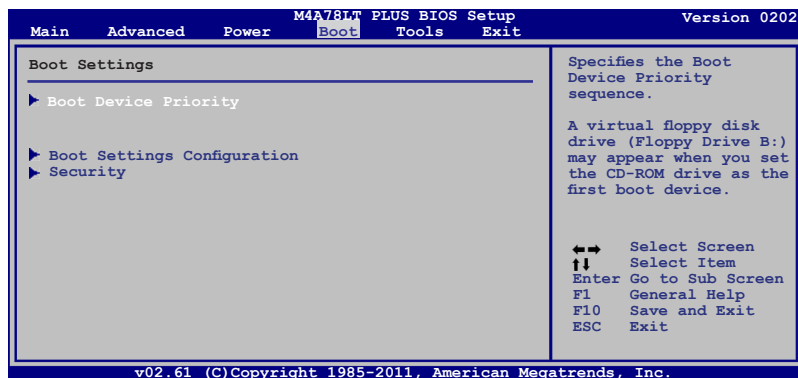 M4A78LT PLUS BIOS Setup Version 0202
Main Advanced Power Boot Tools Exit
Boot Settings
Boot Device Priority
Boot Settings Configuration
Security
Specifies the Boot
Device Priority
sequence.
A virtual floppy disk
drive (Floppy Drive B:)
may appear when you set
the CD-ROM drive as the
first boot device.
←→ Select Screen
↑↓ Select Item
Enter Go to Sub Screen
F1 General Help
F10 Save and Exit
ESC Exit
v02.61 (C)Copyright 1985-2011, American Megatrends, Inc.